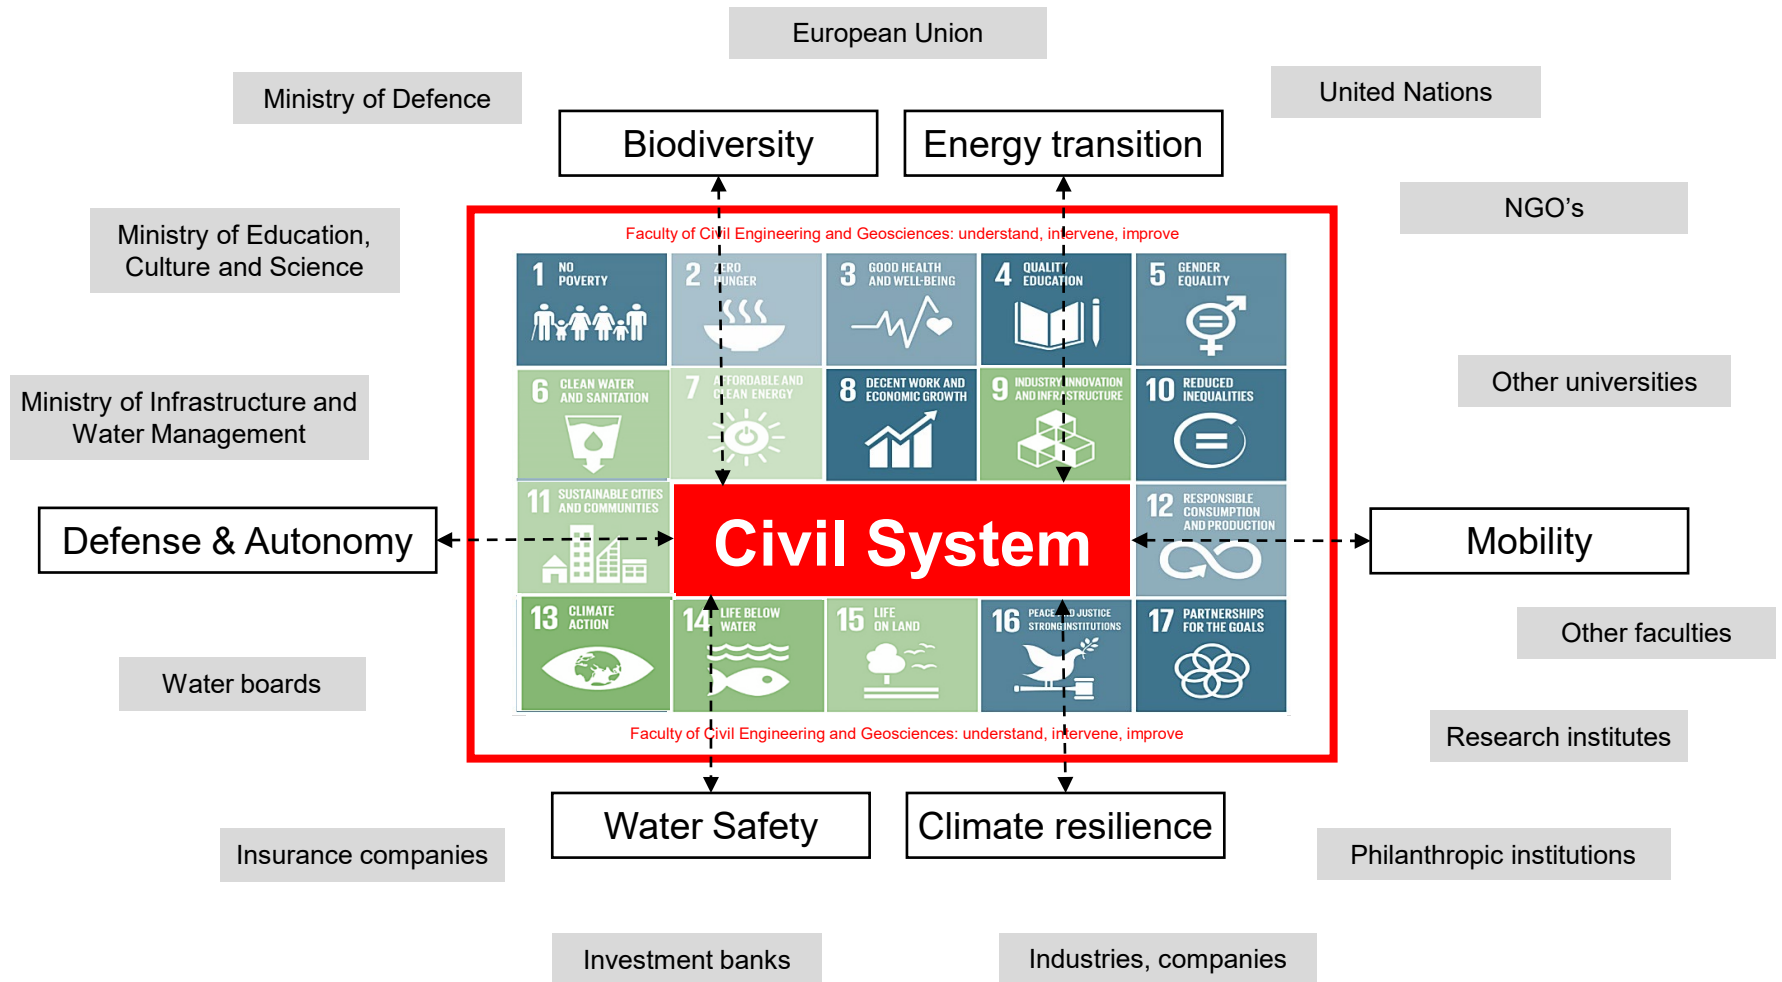 European Union
Ministry of Defence
United Nations
Biodiversity
Energy transition
NGO's
Ministry of Education,
Culture and Science
Faculty of Civil Engineering and Geosciences: understand, intervene, improve
1 NO
POVERTY
2 ZERO
HUNGER
3 GOOD HEALTH
AND WELL-BEING
4 QUALITY
EDUCATION
5 GENDER
EQUALITY
Ministry of Infrastructure and
Water Management
6 CLEAN WATER
AND SANITATION
7 AFFORDABLE AND
CLEAN ENERGY
8 DECENT WORK AND
ECONOMIC GROWTH
9 INDUSTRY, INNOVATION
AND INFRASTRUCTURE
10 REDUCED
INEQUALITIES
Other universities
Defense & Autonomy
11 SUSTAINABLE CITIES
AND COMMUNITIES
Civil System
12 RESPONSIBLE
CONSUMPTION
AND PRODUCTION
Mobility
13 CLIMATE
ACTION
14 LIFE BELOW
WATER
15 LIFE
ON LAND
16 PEACE AND JUSTICE
STRONG INSTITUTIONS
17 PARTNERSHIPS
FOR THE GOALS
Other faculties
Water boards
Faculty of Civil Engineering and Geosciences: understand, intervene, improve
Research institutes
Water Safety
Climate resilience
Insurance companies
Philanthropic institutions
Investment banks
Industries, companies